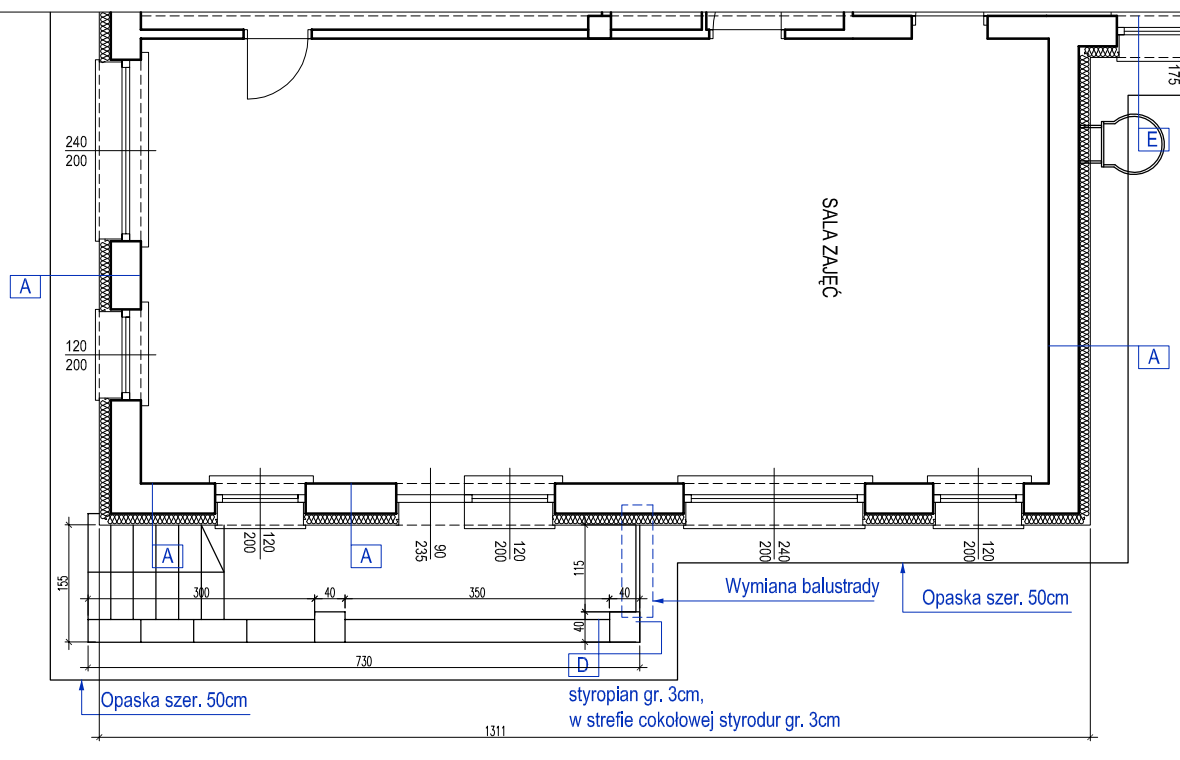 175
E
240
200
SALA ZAJĘĆ
A
120
200
A
120
200
90
235
120
200
240
200
120
200
A
A
155
300
40
350
40
115
40
Wymiana balustrady
Opaska szer. 50cm
730
D
Opaska szer. 50cm
styropian gr. 3cm,
w strefie cokołowej styrodur gr. 3cm
1311